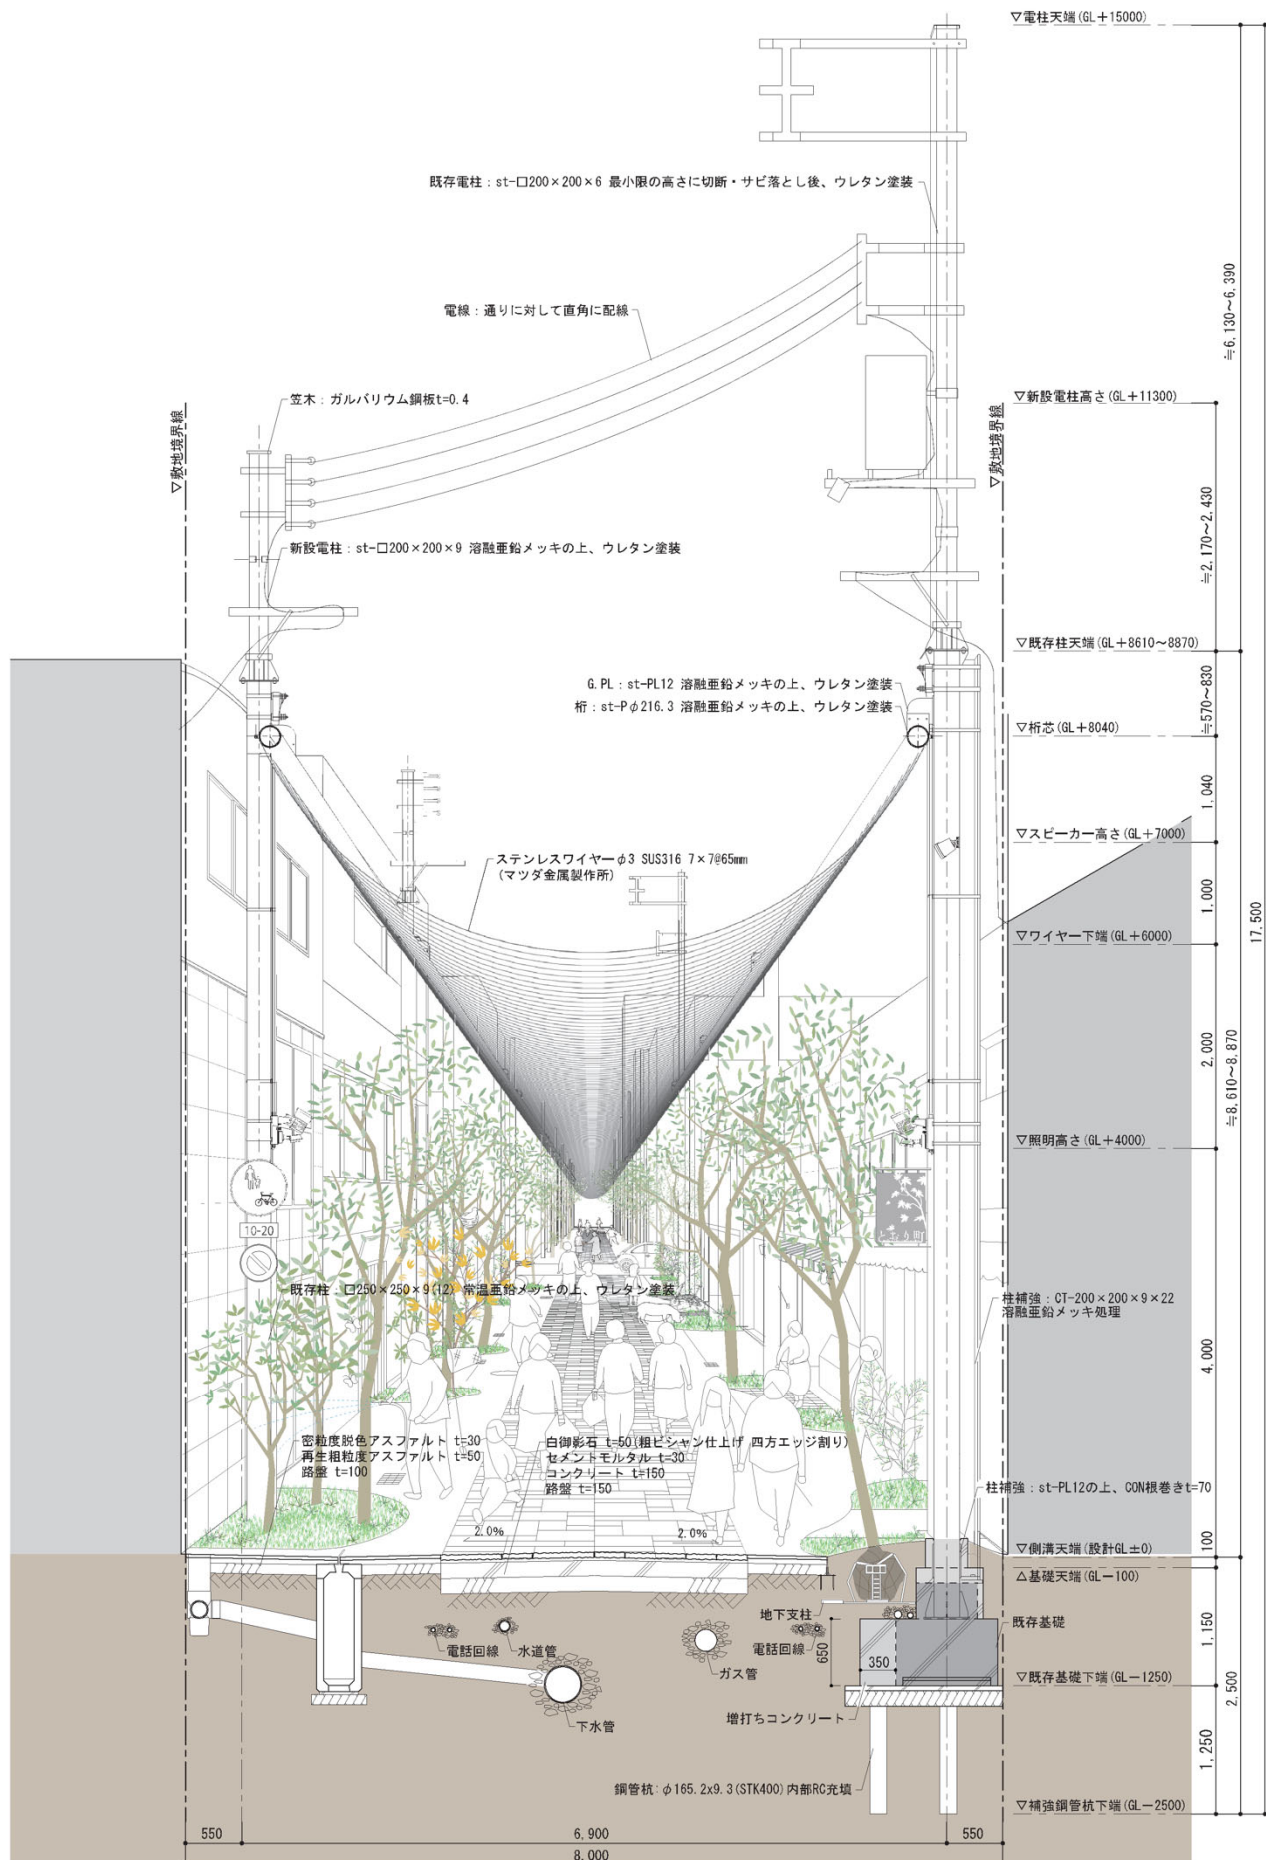 ▽電柱天端(GL+15000)
既存電柱：st-□200×200×6 最小限の高さに切断・サビ落とし後、ウレタン塗装
≒6,130~6,390
電線：通りに対して直角に配線
▽新設電柱高さ(GL+11300)
笠木：ガルバリウム鋼板t=0.4
▽敷地境界線
▽敷地境界線
≒2,170~2,430
新設電柱：st-□200×200×9 溶融亜鉛メッキの上、ウレタン塗装
▽既存柱天端(GL+8610~8870)
G.PL：st-PL12 溶融亜鉛メッキの上、ウレタン塗装
桁：st-Pφ216.3 溶融亜鉛メッキの上、ウレタン塗装
≒570~830
▽桁芯(GL+8040)
1,040
▽スピーカー高さ(GL+7000)
ステンレスワイヤーφ3 SUS316 7×7@65mm
(マツダ金属製作所)
1,000
17,500
▽ワイヤー下端(GL+6000)
2,000
≒8,610~8,870
▽照明高さ(GL+4000)
10-20
となり町
既存柱：□250×250×9(12) 常温亜鉛メッキの上、ウレタン塗装
柱補強：CT-200×200×9×22
溶融亜鉛メッキ処理
4,000
密粒度脱色アスファルト t=30
再生粗粒度アスファルト t=50
路盤 t=100
白御影石 t=50(粗ビシャン仕上げ 四方エッジ割り)
セメントモルタル t=30
コンクリート t=150
路盤 t=150
柱補強：st-PL12の上、CON根巻きt=70
2.0%
2.0%
▽側溝天端(設計GL±0)
100
△基礎天端(GL-100)
地下支柱
既存基礎
電話回線
水道管
ガス管
電話回線
650
350
1,150
▽既存基礎下端(GL-1250)
2,500
下水管
増打ちコンクリート
1,250
鋼管杭：φ165.2x9.3(STK400)内部RC充填
▽補強鋼管杭下端(GL-2500)
550
6,900
550
8,000